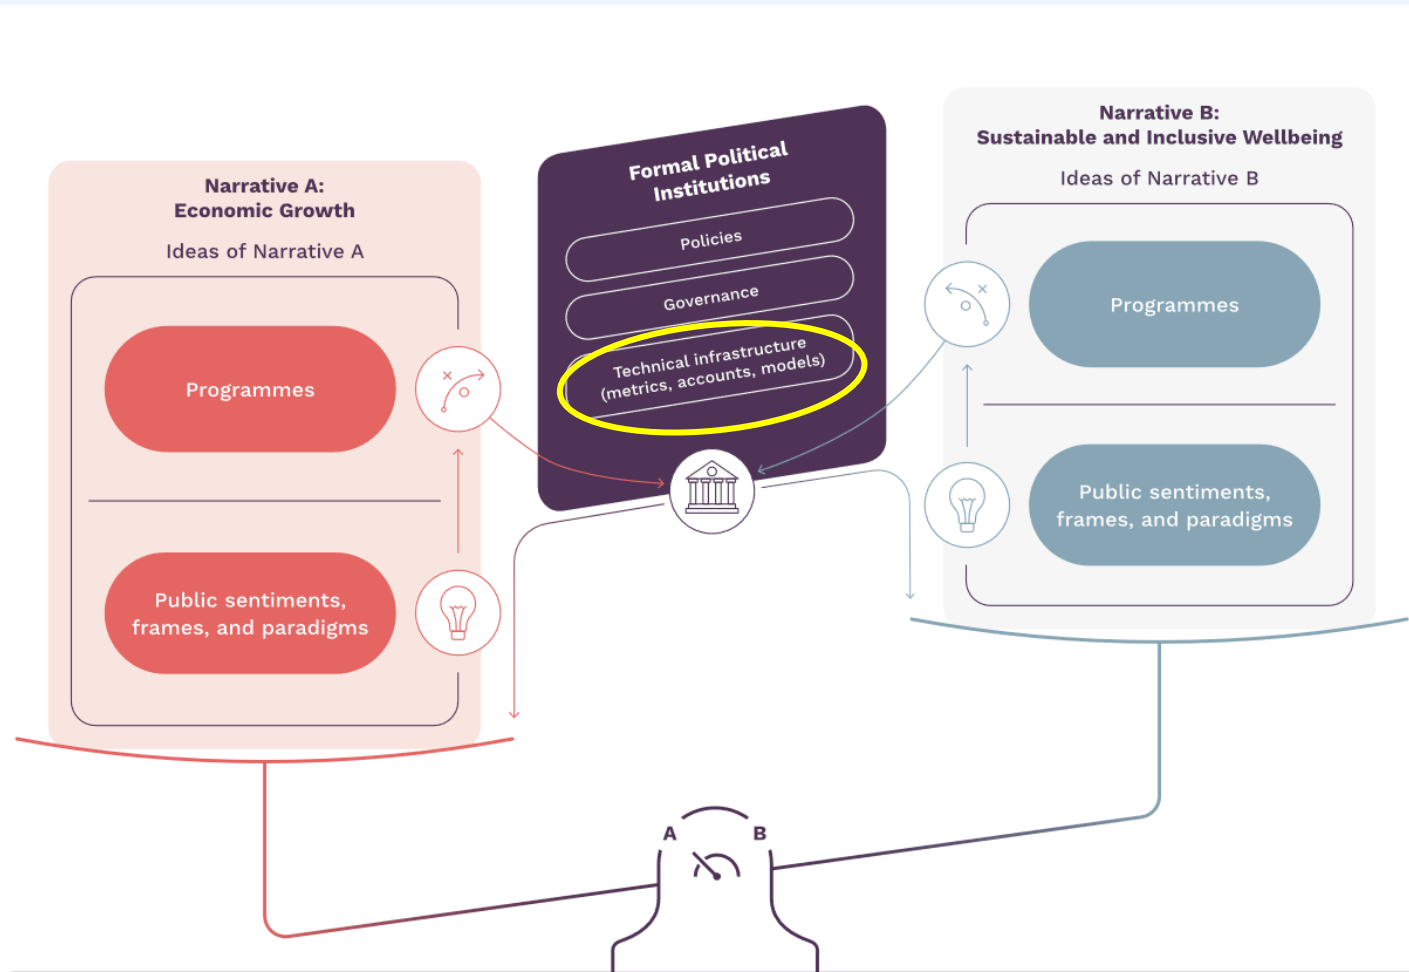 Narrative A:
Economic Growth
Ideas of Narrative A
Programmes
Public sentiments,
frames, and paradigms
Formal Political
Institutions
Policies
Governance
Technical infrastructure
(metrics, accounts, models)
Narrative B:
Sustainable and Inclusive Wellbeing
Ideas of Narrative B
Programmes
Public sentiments,
frames, and paradigms
A
B